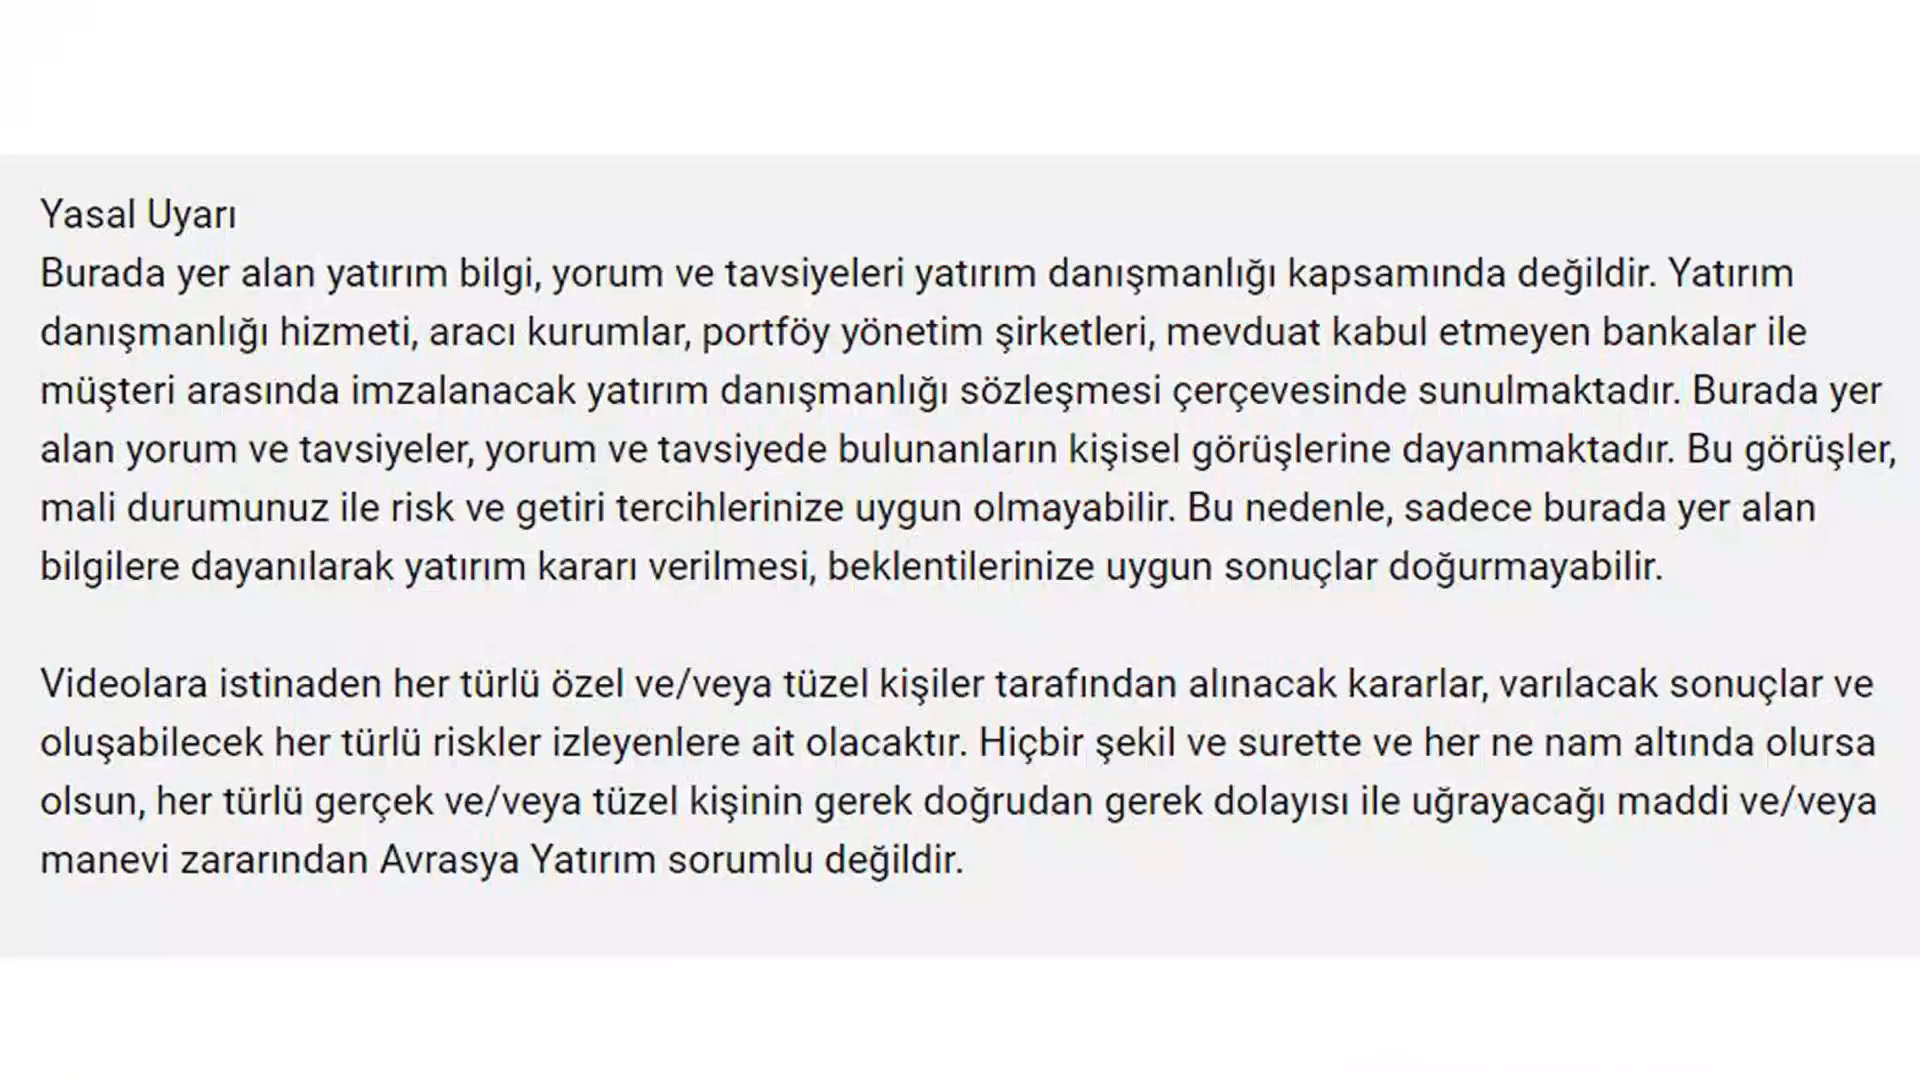 Yasal Uyarı
Burada yer alan yatırım bilgi, yorum ve tavsiyeleri yatırım danışmanlığı kapsamında değildir. Yatırım
danışmanlığı hizmeti, aracı kurumlar, portföy yönetim şirketleri, mevduat kabul etmeyen bankalar ile
müşteri arasında imzalanacak yatırım danışmanlığı sözleşmesi çerçevesinde sunulmaktadır. Burada yer
alan yorum ve tavsiyeler, yorum ve tavsiyede bulunanların kişisel görüşlerine dayanmaktadır. Bu görüşler,
mali durumunuz ile risk ve getiri tercihlerinize uygun olmayabilir. Bu nedenle, sadece burada yer alan
bilgilere dayanılarak yatırım kararı verilmesi, beklentilerinize uygun sonuçlar doğurmayabilir.
Videolara istinaden her türlü özel ve/veya tüzel kişiler tarafından alınacak kararlar, varılacak sonuçlar ve
oluşabilecek her türlü riskler izleyenlere ait olacaktır. Hiçbir şekil ve surette ve her ne nam altında olursa
olsun, her türlü gerçek ve/veya tüzel kişinin gerek doğrudan gerek dolayısı ile uğrayacağı maddi ve/veya
manevi zararından Avrasya Yatırım sorumlu değildir.